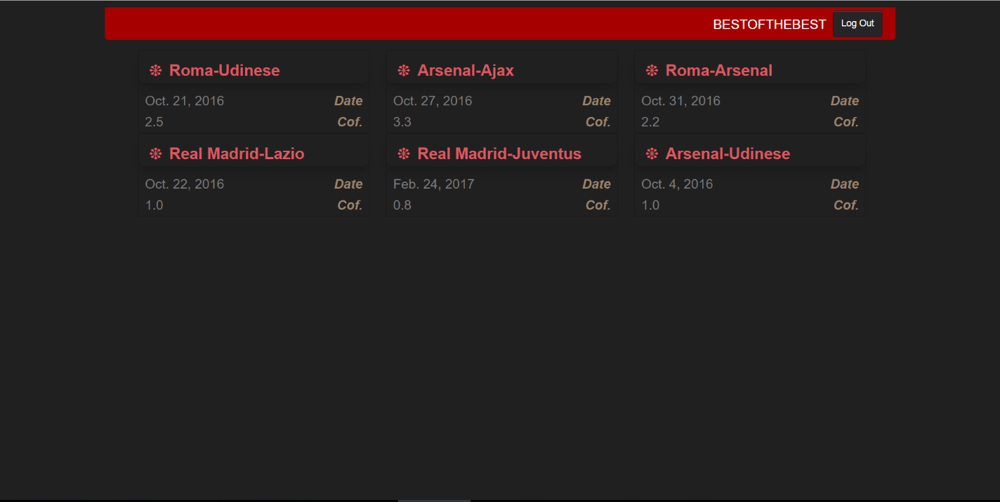 BESTOFTHEBEST Log Out
Roma-Udinese
Oct. 21, 2016 Date
2.5 Cof.
Arsenal-Ajax
Oct. 27, 2016 Date
3.3 Cof.
Roma-Arsenal
Oct. 31, 2016 Date
2.2 Cof.
Real Madrid-Lazio
Oct. 22, 2016 Date
1.0 Cof.
Real Madrid-Juventus
Feb. 24, 2017 Date
0.8 Cof.
Arsenal-Udinese
Oct. 4, 2016 Date
1.0 Cof.